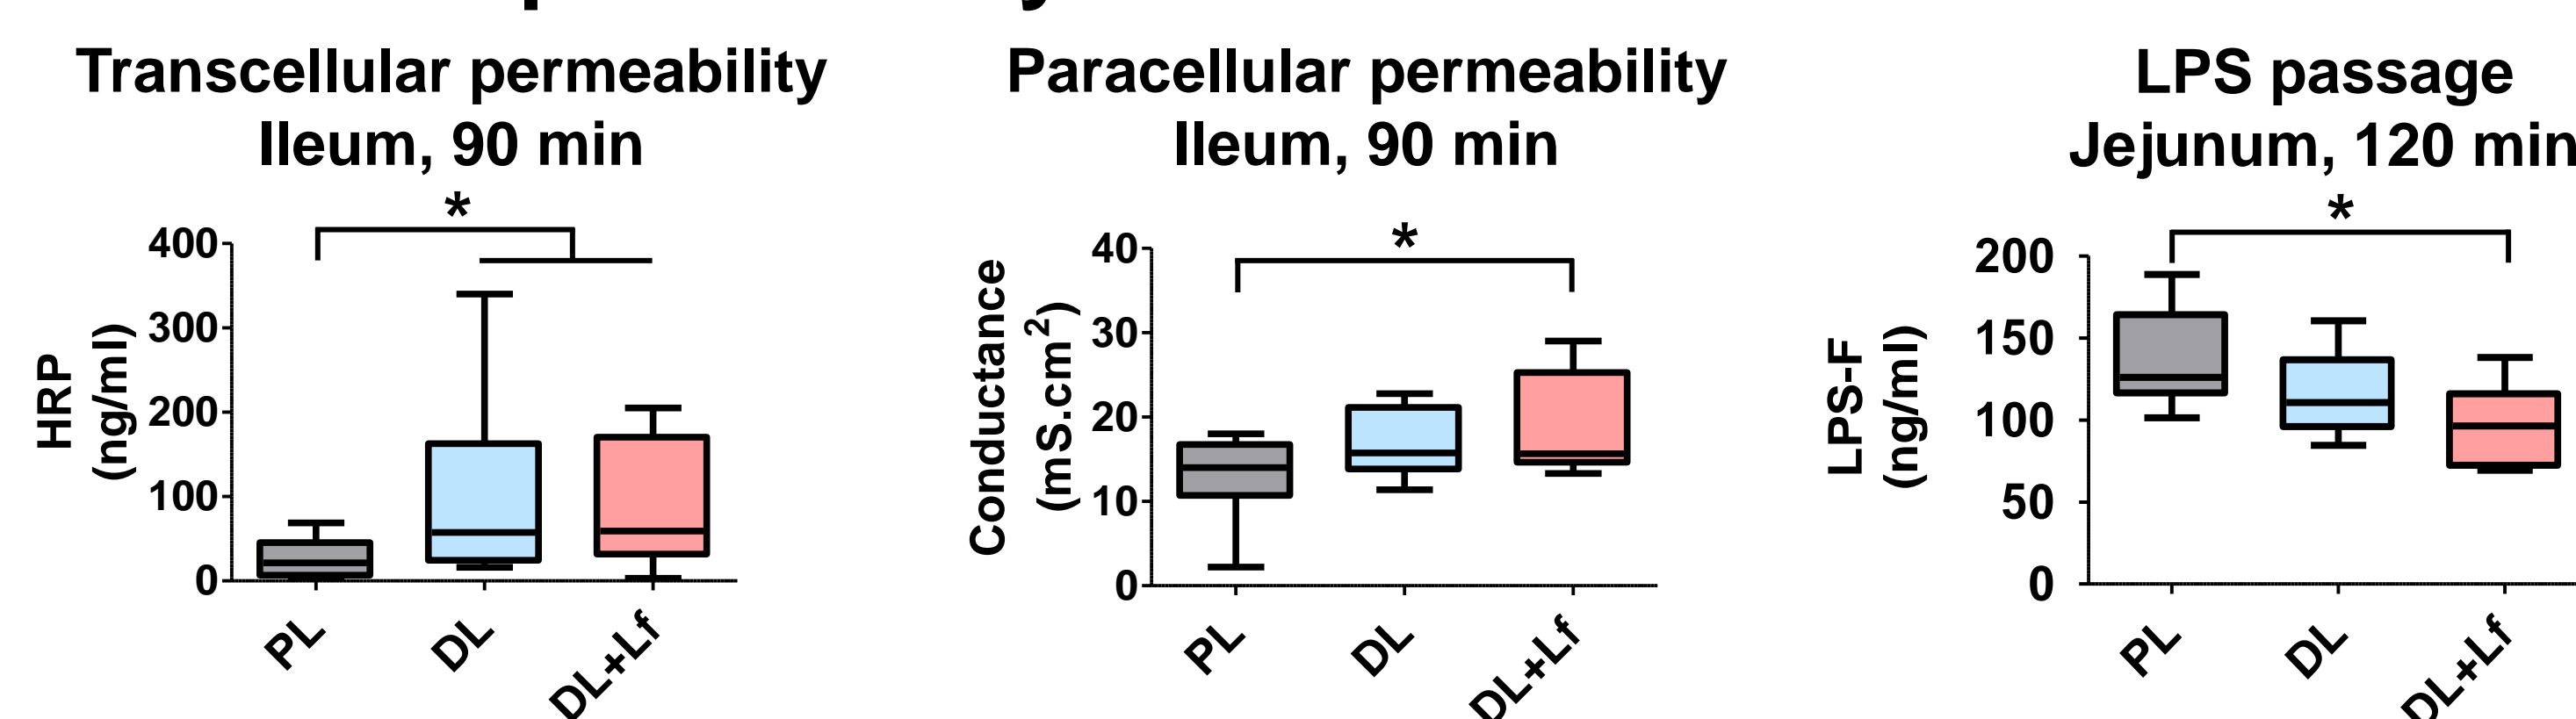 Transcellular permeability
Ileum, 90 min
*
HRP
(ng/ml)
400
300
200
100
0
PL
DL
DL+Lf
Paracellular permeability
Ileum, 90 min
*
Conductance
(mS.cm²)
40
30
20
10
0
PL
DL
DL+Lf
LPS passage
Jejunum, 120 min
*
LPS-F
(ng/ml)
200
150
100
50
0
PL
DL
DL+Lf